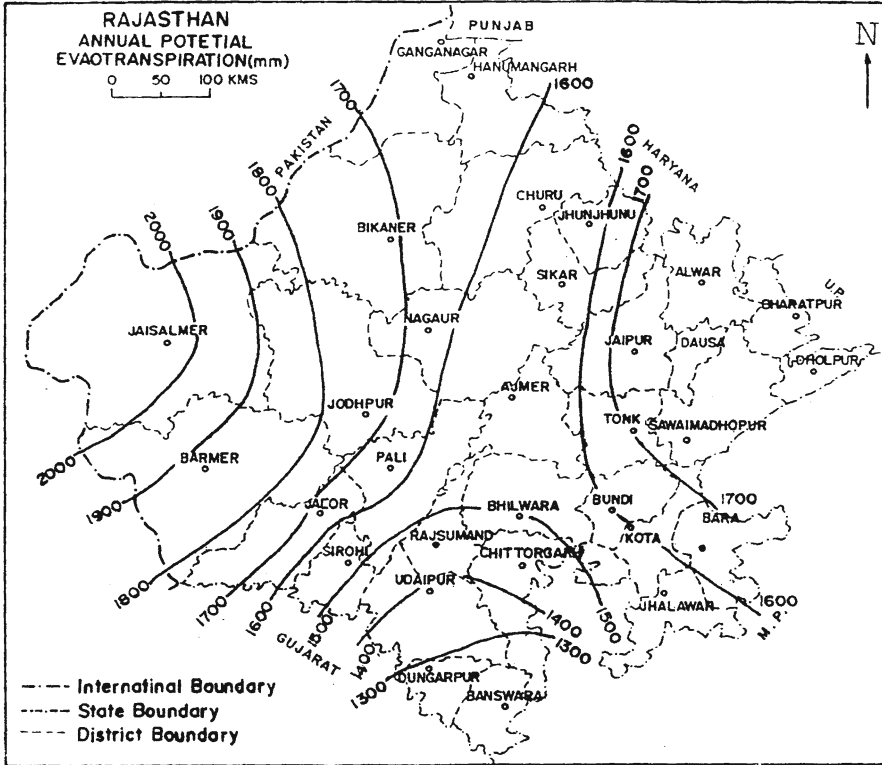 RAJASTHAN
ANNUAL POTETIAL
EVAOTRANSPIRATION(mm)
0 50 100 KMS
N
PUNJAB
GANGANAGAR
HANUMANGARH
1700
1600
PAKISTAN
1600
HARYANA
1800
1700
2000
1900
CHURU
JHUNJHUNU
BIKANER
SIKAR
ALWAR
U.P.
BHARATPUR
JAISALMER
NAGAUR
JAIPUR
DAUSA
DHOLPUR
AJMER
JODHPUR
TONK
SAWAIMADHOPUR
BARMER
PALI
2000
1900
JALOR
BHILWARA
BUNDI
1700
KOTA
BARA
RAJSUMAND
SIROHI
CHITTORGARH
UDAIPUR
JHALAWAR
1800
1700
1600
1500
1400
1300
GUJARAT
1400
1300
1500
1600
M.P.
DUNGARPUR
BANSWARA
Internatinal Boundary
State Boundary
District Boundary